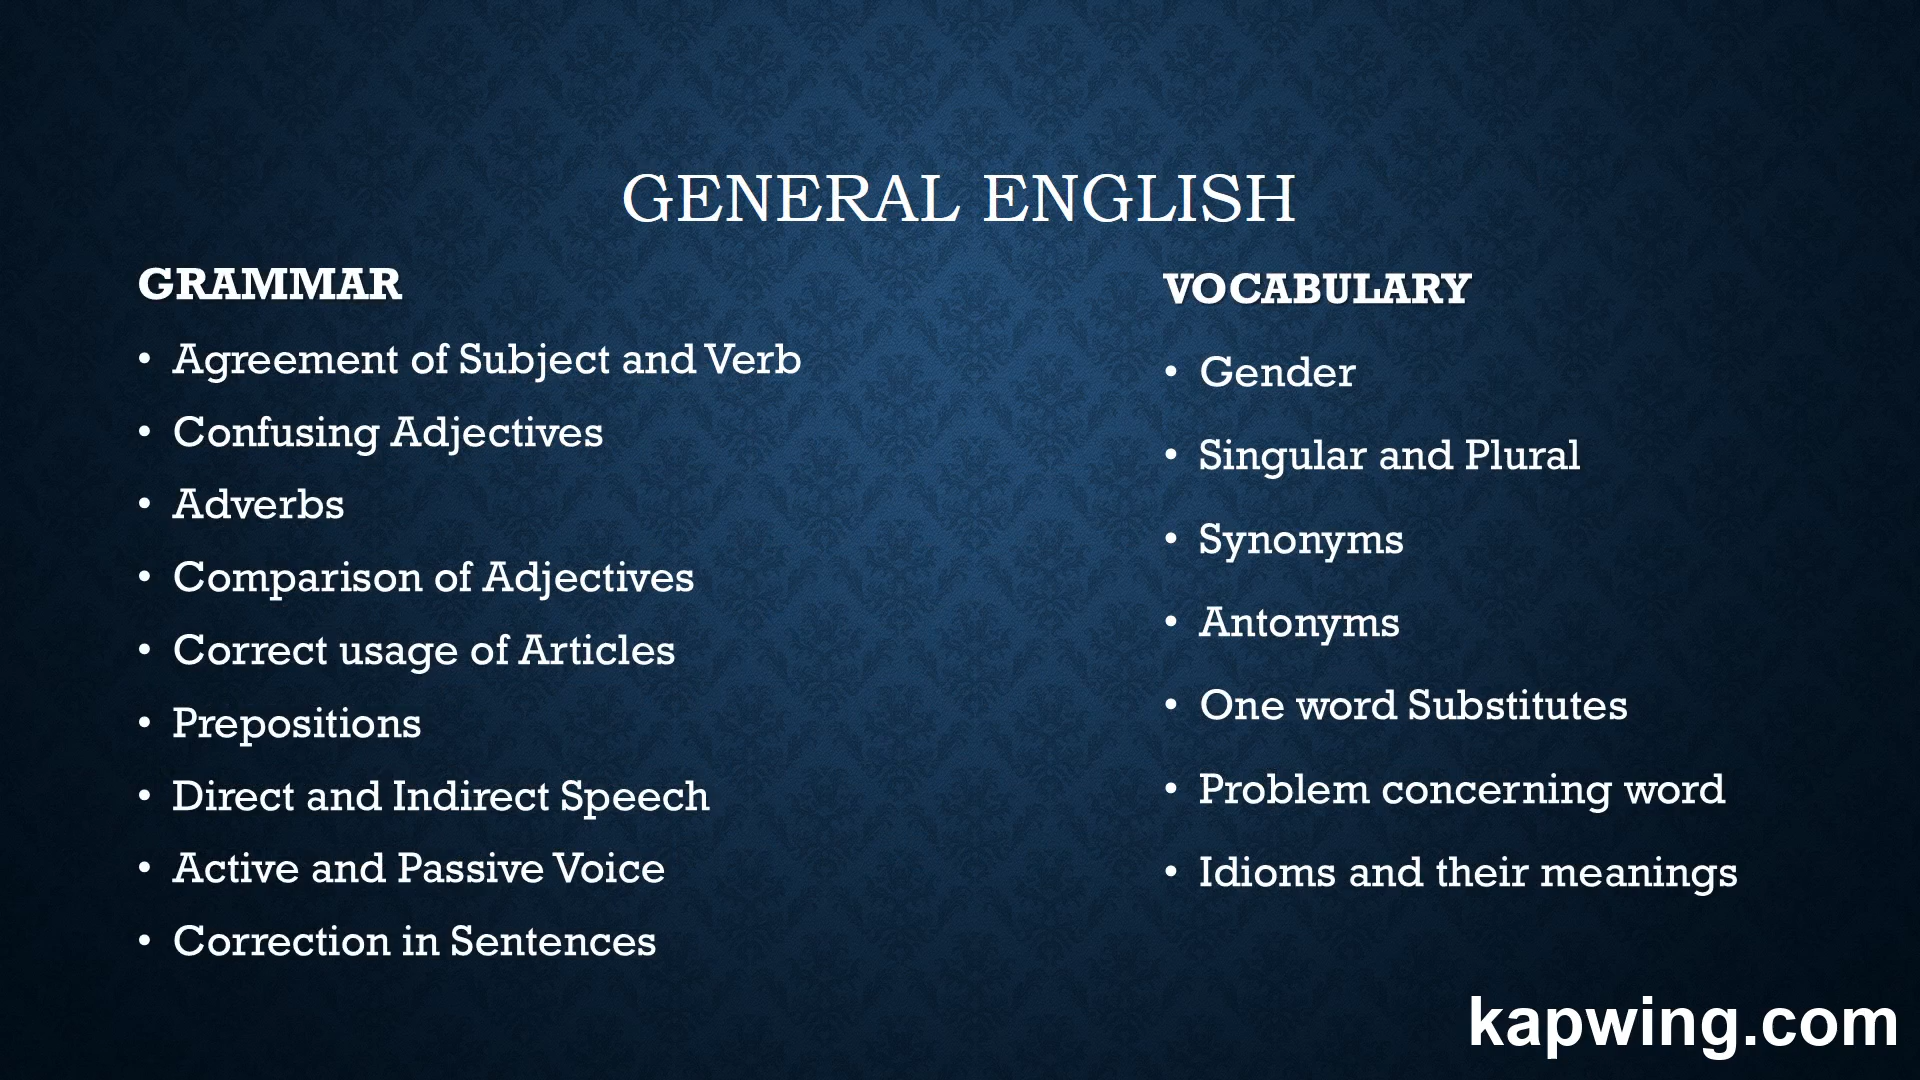 GENERAL ENGLISH
GRAMMAR
• Agreement of Subject and Verb
• Confusing Adjectives
• Adverbs
• Comparison of Adjectives
• Correct usage of Articles
• Prepositions
• Direct and Indirect Speech
• Active and Passive Voice
• Correction in Sentences
VOCABULARY
• Gender
• Singular and Plural
• Synonyms
• Antonyms
• One word Substitutes
• Problem concerning word
• Idioms and their meanings
kapwing.com